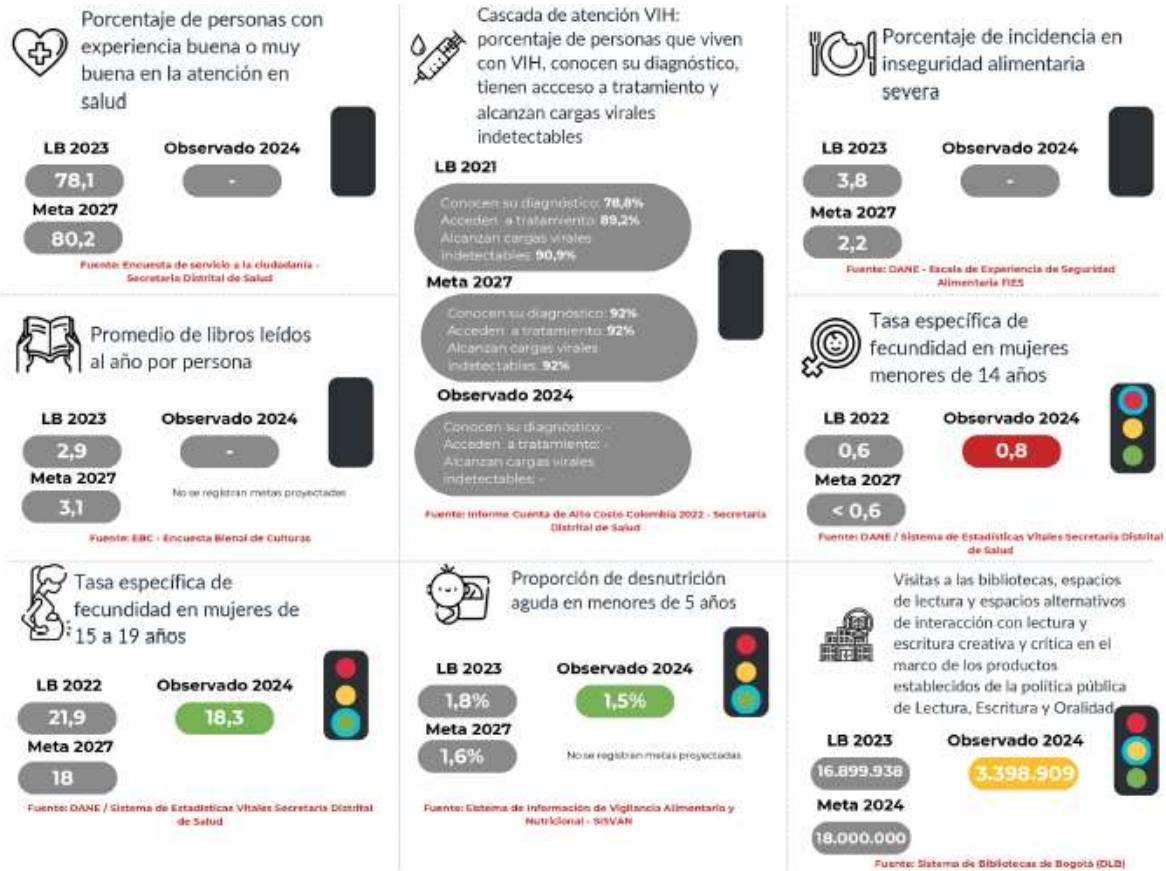 Porcentaje de personas con
experiencia buena o muy
buena en la atención en
salud
LB 2023
Observado 2024
78,1
-
Meta 2027
80,2
Fuente: Encuesta de servicio a la ciudadanía -
Secretaría Distrital de Salud
Cascada de atención VIH:
porcentaje de personas que viven
con VIH, conocen su diagnóstico,
tienen accceso a tratamiento y
alcanzan cargas virales
indetectables
LB 2021
Conocen su diagnóstico: 78,8%
Acceden a tratamiento: 89,2%
Alcanzan cargas virales
indetectables: 90,9%
Meta 2027
Conocen su diagnóstico: 92%
Acceden a tratamiento: 92%
Alcanzan cargas virales
indetectables: 92%
Observado 2024
Conocen su diagnóstico: -
Acceden a tratamiento: -
Alcanzan cargas virales
indetectables: -
Fuente: Informe Cuenta de Alto Costo Colombia 2022 - Secretaría
Distrital de Salud
Porcentaje de incidencia en
inseguridad alimentaria
severa
LB 2023
Observado 2024
3,8
-
Meta 2027
2,2
Fuente: DANE - Escala de Experiencia de Seguridad
Alimentaria FIES
Promedio de libros leídos
al año por persona
LB 2023
Observado 2024
2,9
-
Meta 2027
No se registran metas proyectadas
3,1
Fuente: EBC - Encuesta Bienal de Culturas
Tasa específica de
fecundidad en mujeres
menores de 14 años
LB 2022
Observado 2024
0,6
0,8
Meta 2027
< 0,6
Fuente: DANE / Sistema de Estadísticas Vitales Secretaría Distrital
de Salud
Tasa específica de
fecundidad en mujeres de
15 a 19 años
LB 2022
Observado 2024
21,9
18,3
Meta 2027
18
Fuente: DANE / Sistema de Estadísticas Vitales Secretaría Distrital
de Salud
Proporción de desnutrición
aguda en menores de 5 años
LB 2023
Observado 2024
1,8%
1,5%
Meta 2027
1,6%
No se registran metas proyectadas
Fuente: Sistema de Información de Vigilancia Alimentario y
Nutricional - SISVAN
Visitas a las bibliotecas, espacios
de lectura y espacios alternativos
de interacción con lectura y
escritura creativa y crítica en el
marco de los productos
establecidos de la política pública
de Lectura, Escritura y Oralidad.
LB 2023
Observado 2024
16.899.938
3.398.909
Meta 2024
18.000.000
Fuente: Sistema de Bibliotecas de Bogotá (DLB)